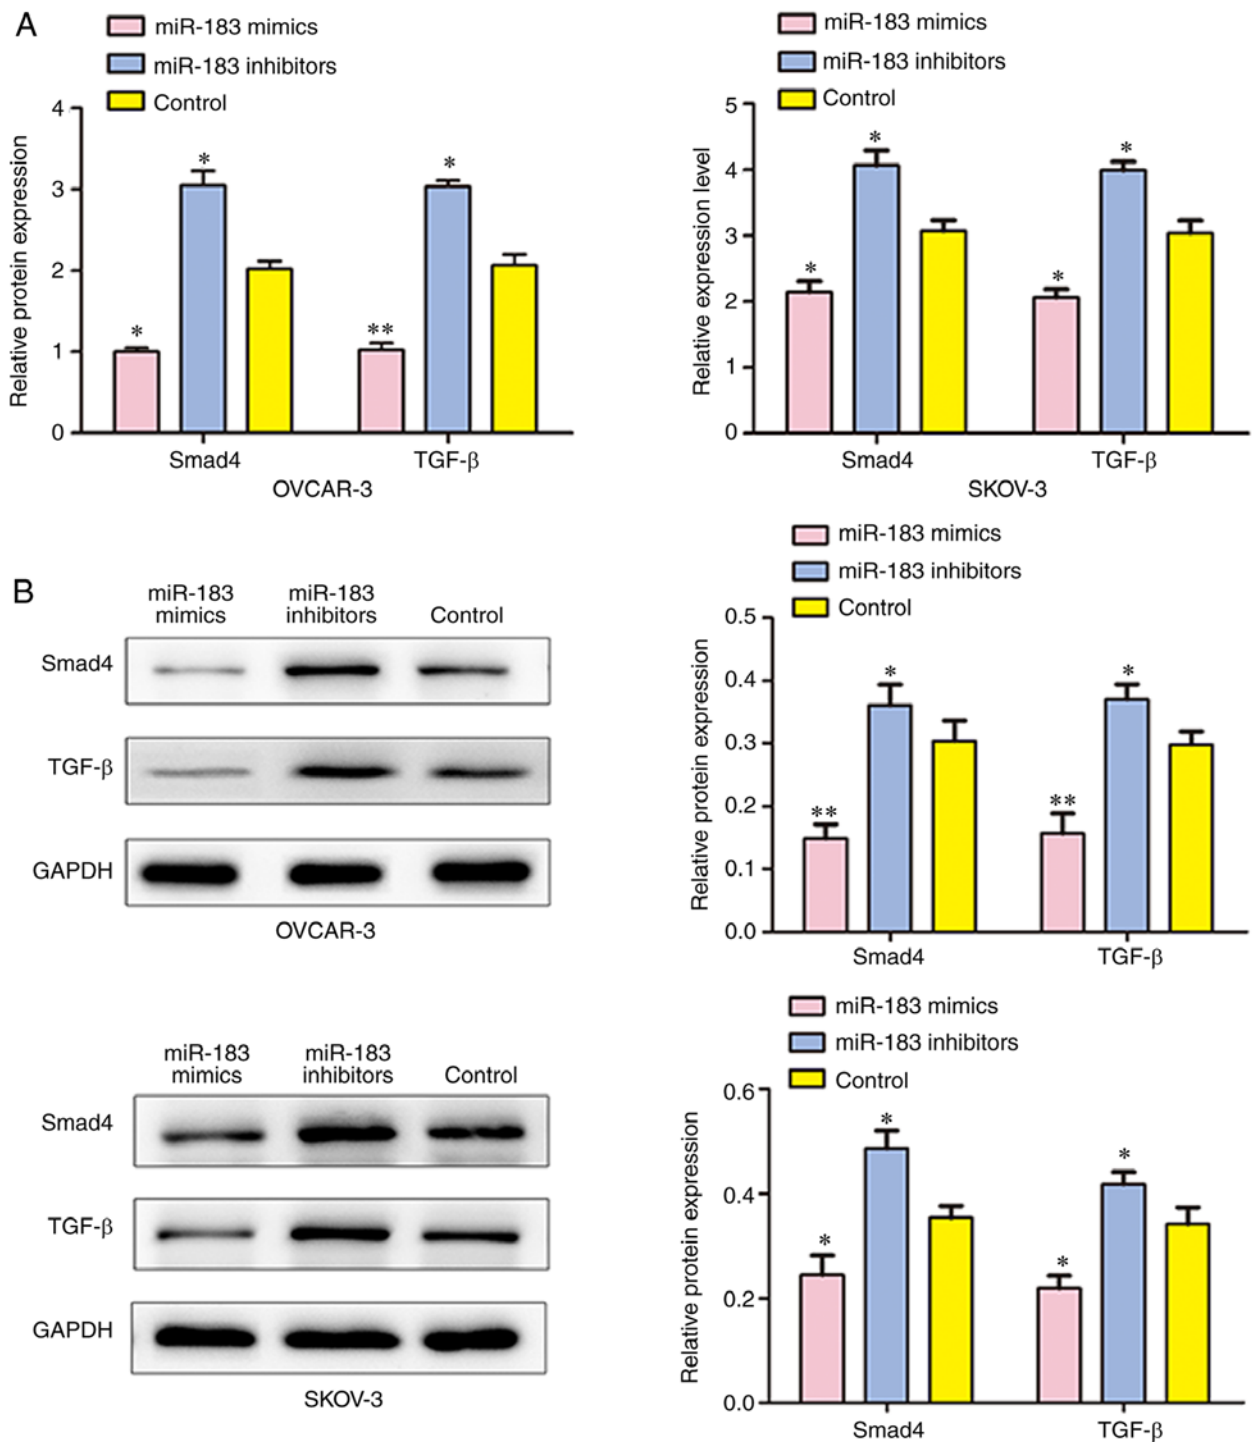 A
miR-183 mimics
miR-183 inhibitors
Control
Relative protein expression
4
3
2
1
0
*
*
*
**
*
Smad4
TGF-β
OVCAR-3
miR-183 mimics
miR-183 inhibitors
Control
Relative expression level
5
4
3
2
1
0
*
*
*
*
Smad4
TGF-β
SKOV-3
B
miR-183 mimics
miR-183 inhibitors
Control
Smad4
TGF-β
GAPDH
OVCAR-3
miR-183 mimics
miR-183 inhibitors
Control
Relative protein expression
0.5
0.4
0.3
0.2
0.1
0.0
**
*
**
*
Smad4
TGF-β
miR-183 mimics
miR-183 inhibitors
Control
Smad4
TGF-β
GAPDH
SKOV-3
miR-183 mimics
miR-183 inhibitors
Control
Relative protein expression
0.6
0.4
0.2
0.0
*
*
*
*
Smad4
TGF-β